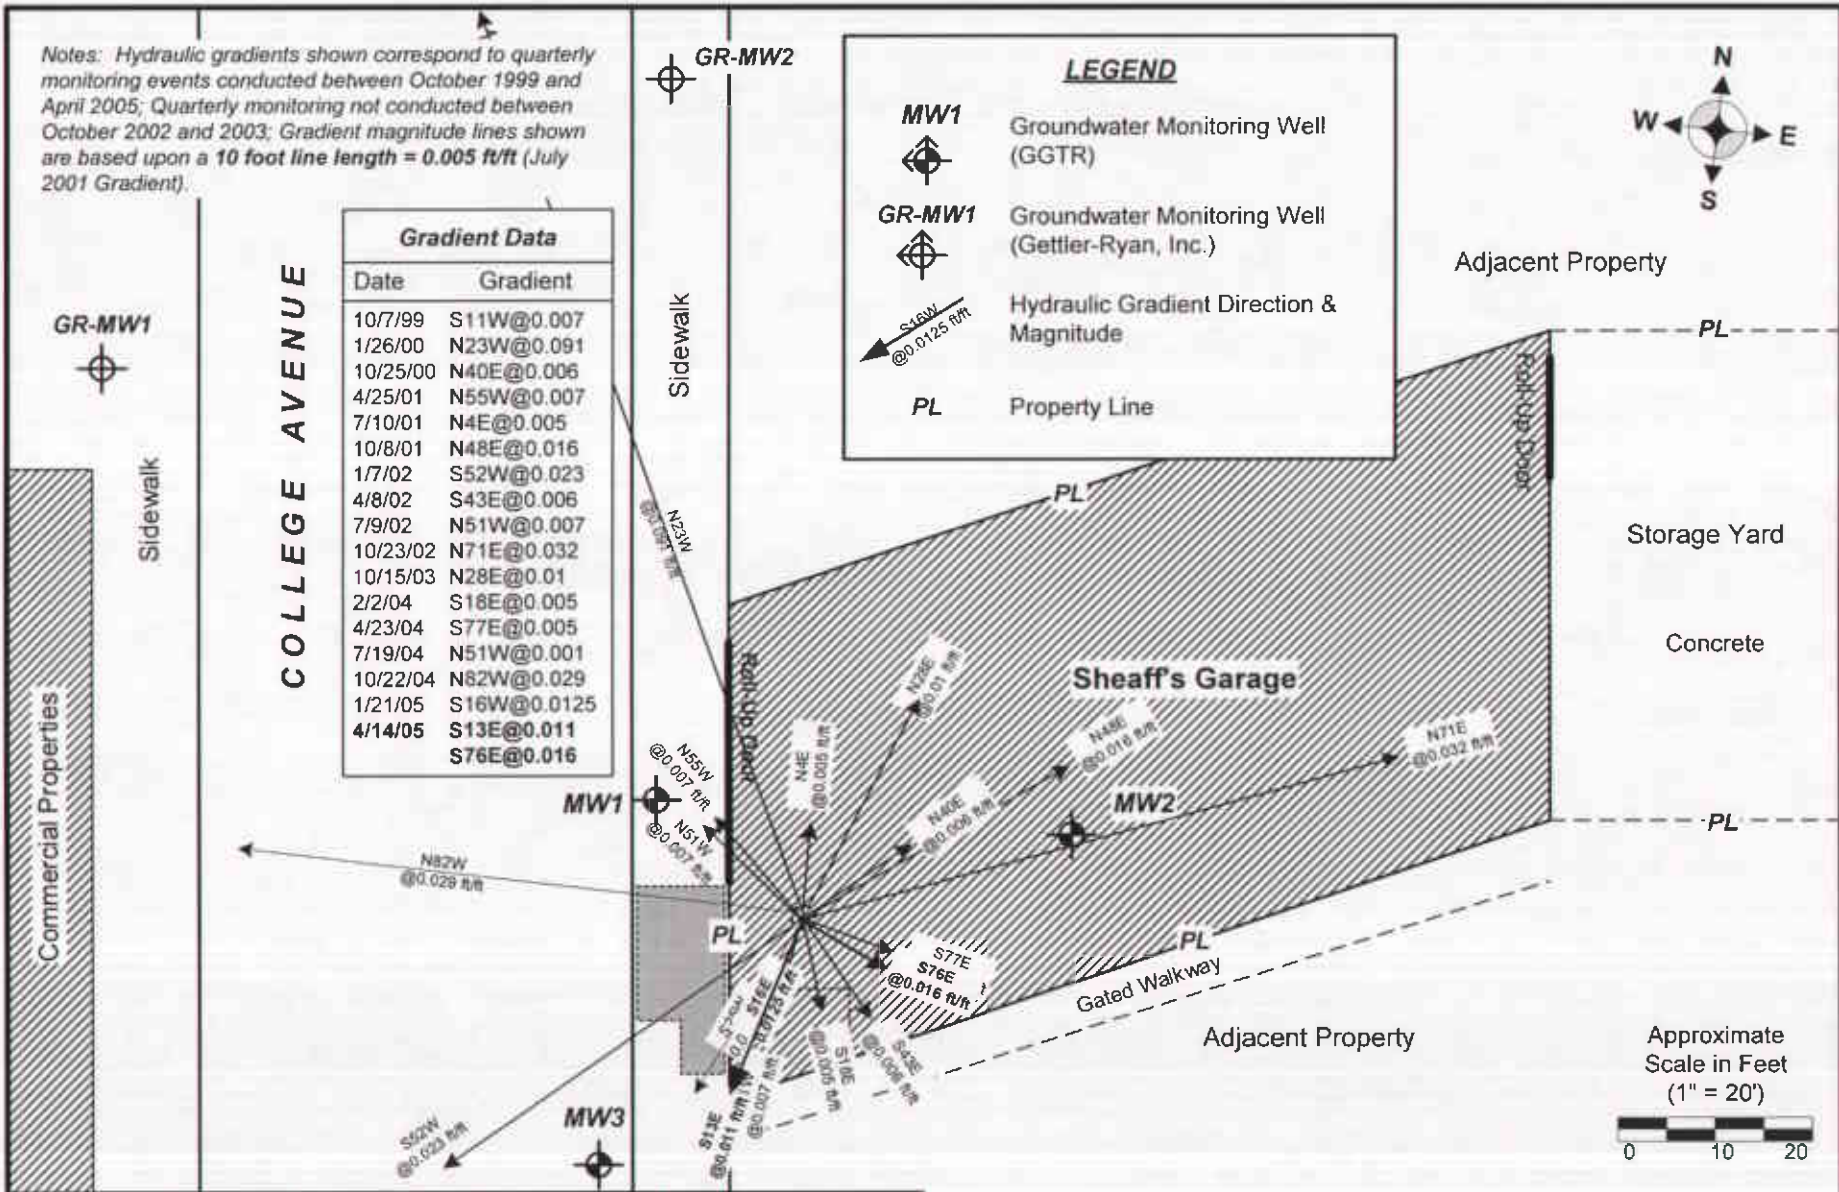 Notes: Hydraulic gradients shown correspond to quarterly
monitoring events conducted between October 1999 and
April 2005; Quarterly monitoring not conducted between
October 2002 and 2003; Gradient magnitude lines shown
are based upon a 10 foot line length = 0.005 ft/ft (July
2001 Gradient).
GR-MW2
LEGEND
MW1
Groundwater Monitoring Well
(GGTR)
GR-MW1
Groundwater Monitoring Well
(Gettler-Ryan, Inc.)
S16W
@0.0125 ft/ft
Hydraulic Gradient Direction &
Magnitude
PL
Property Line
N
W
E
S
Adjacent Property
PL
Roll-Up Door
Storage Yard
Concrete
PL
GR-MW1
Sidewalk
Commercial Properties
COLLEGE AVENUE
Gradient Data
Date Gradient
10/7/99 S11W@0.007
1/26/00 N23W@0.091
10/25/00 N40E@0.006
4/25/01 N55W@0.007
7/10/01 N4E@0.005
10/8/01 N48E@0.016
1/7/02 S52W@0.023
4/8/02 S43E@0.006
7/9/02 N51W@0.007
10/23/02 N71E@0.032
10/15/03 N28E@0.01
2/2/04 S18E@0.005
4/23/04 S77E@0.005
7/19/04 N51W@0.001
10/22/04 N82W@0.029
1/21/05 S16W@0.0125
4/14/05 S13E@0.011
S76E@0.016
Sidewalk
N23W
@0.091 ft/ft
PL
Roll-Up Door
Sheaff's Garage
N28E
@0.01 ft/ft
N48E
@0.016 ft/ft
N71E
@0.032 ft/ft
N4E
@0.005 ft/ft
N40E
@0.006 ft/ft
MW2
N55W
@0.007 ft/ft
MW1
N51W
@0.007 ft/ft
N82W
@0.029 ft/ft
PL
S77E
S76E
@0.016 ft/ft
PL
Gated Walkway
Adjacent Property
S16E
S18E
@0.005 ft/ft
S43E
@0.006 ft/ft
@0.007 ft/ft
S13E
@0.011 ft/ft
S52W
@0.023 ft/ft
MW3
Approximate
Scale in Feet
(1" = 20')
0 10 20